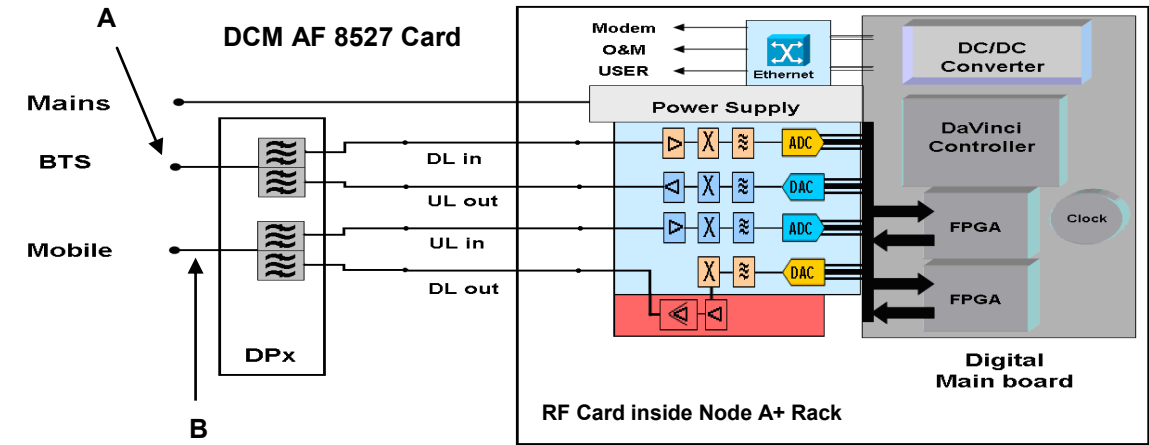 A
DCM AF 8527 Card
Modem
O&M
USER
Ethernet
DC/DC
Converter
Mains
Power Supply
DaVinci
Controller
BTS
DL in
ADC
UL out
DAC
Mobile
UL in
ADC
FPGA
Clock
DL out
DAC
FPGA
DPx
Digital
Main board
B
RF Card inside Node A+ Rack